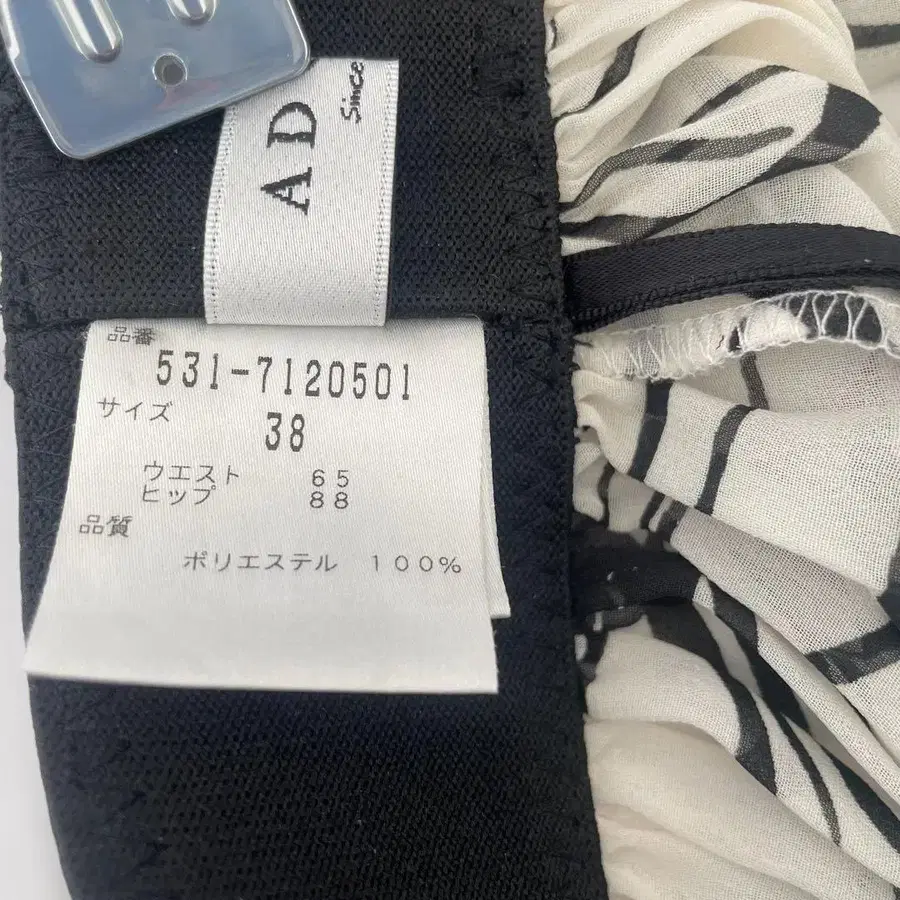 AD
Since
品番
531-7120501
サイズ
38
ウエスト 65
ヒップ 88
品質
ポリエステル 100%